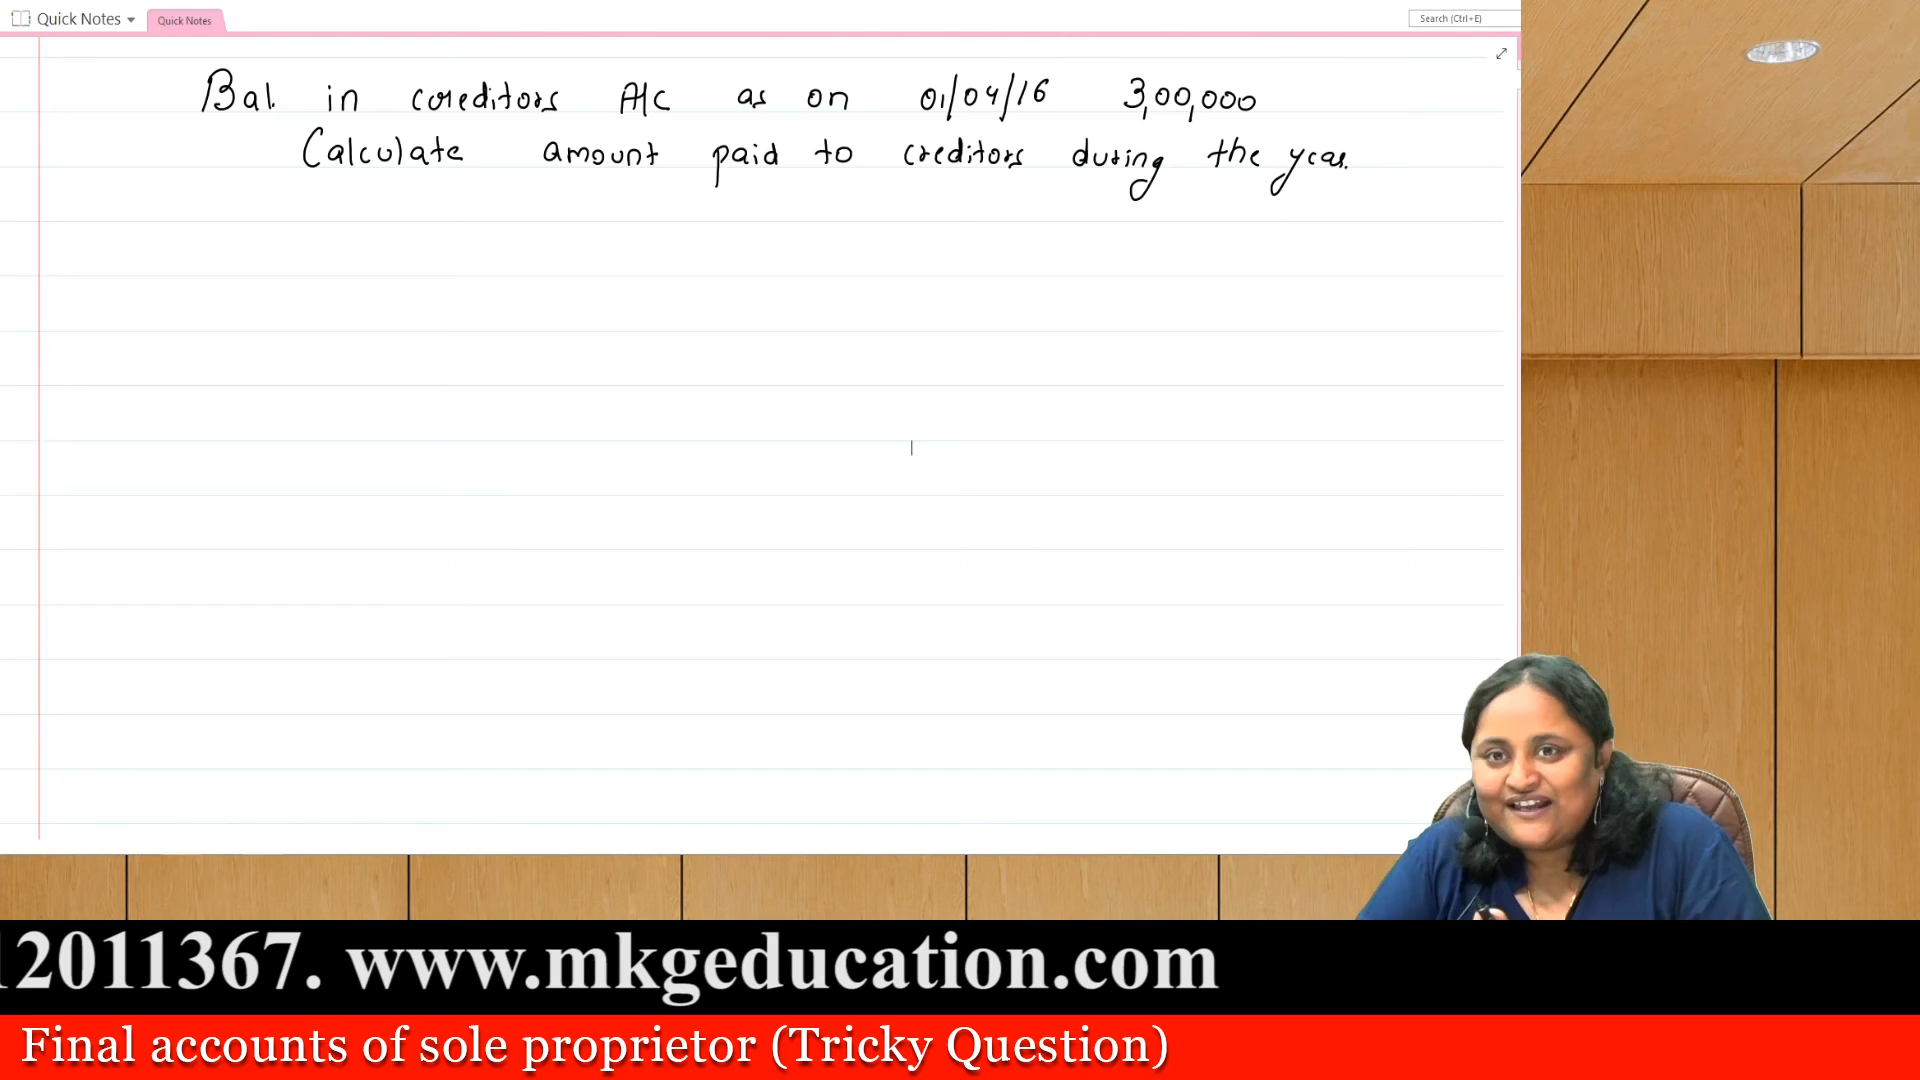 Quick Notes
Quick Notes
Search (Ctrl+E)
Bal. in creditors A/c as on 01/04/16 3,00,000
Calculate amount paid to creditors during the year.
12011367. www.mkgeducation.com
Final accounts of sole proprietor (Tricky Question)